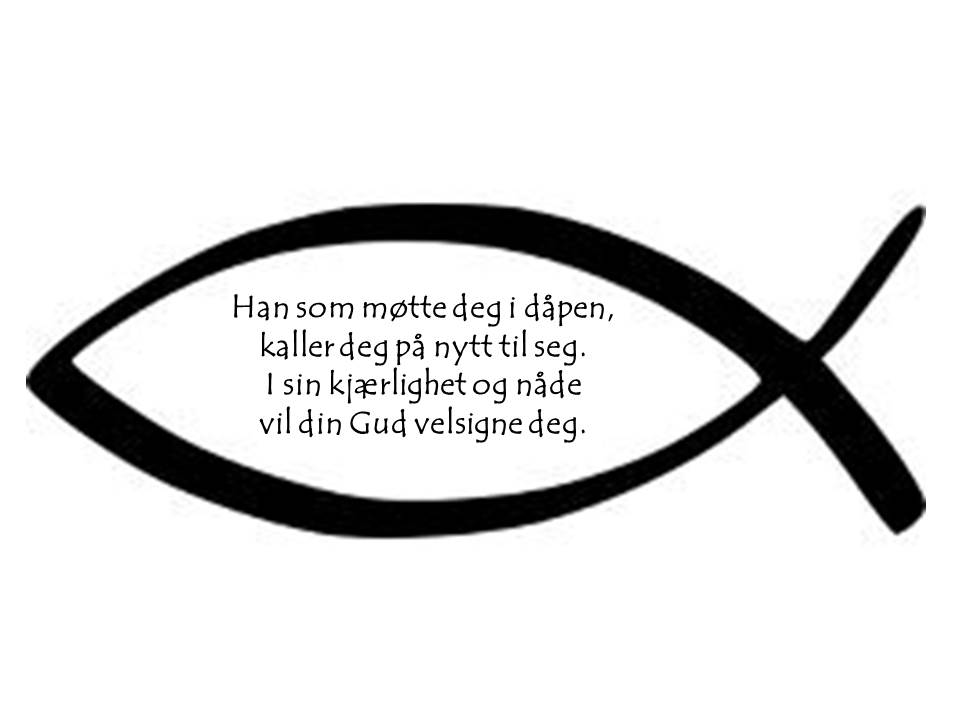 Han som møtte deg i dåpen,
kaller deg på nytt til seg.
I sin kjærlighet og nåde
vil din Gud velsigne deg.